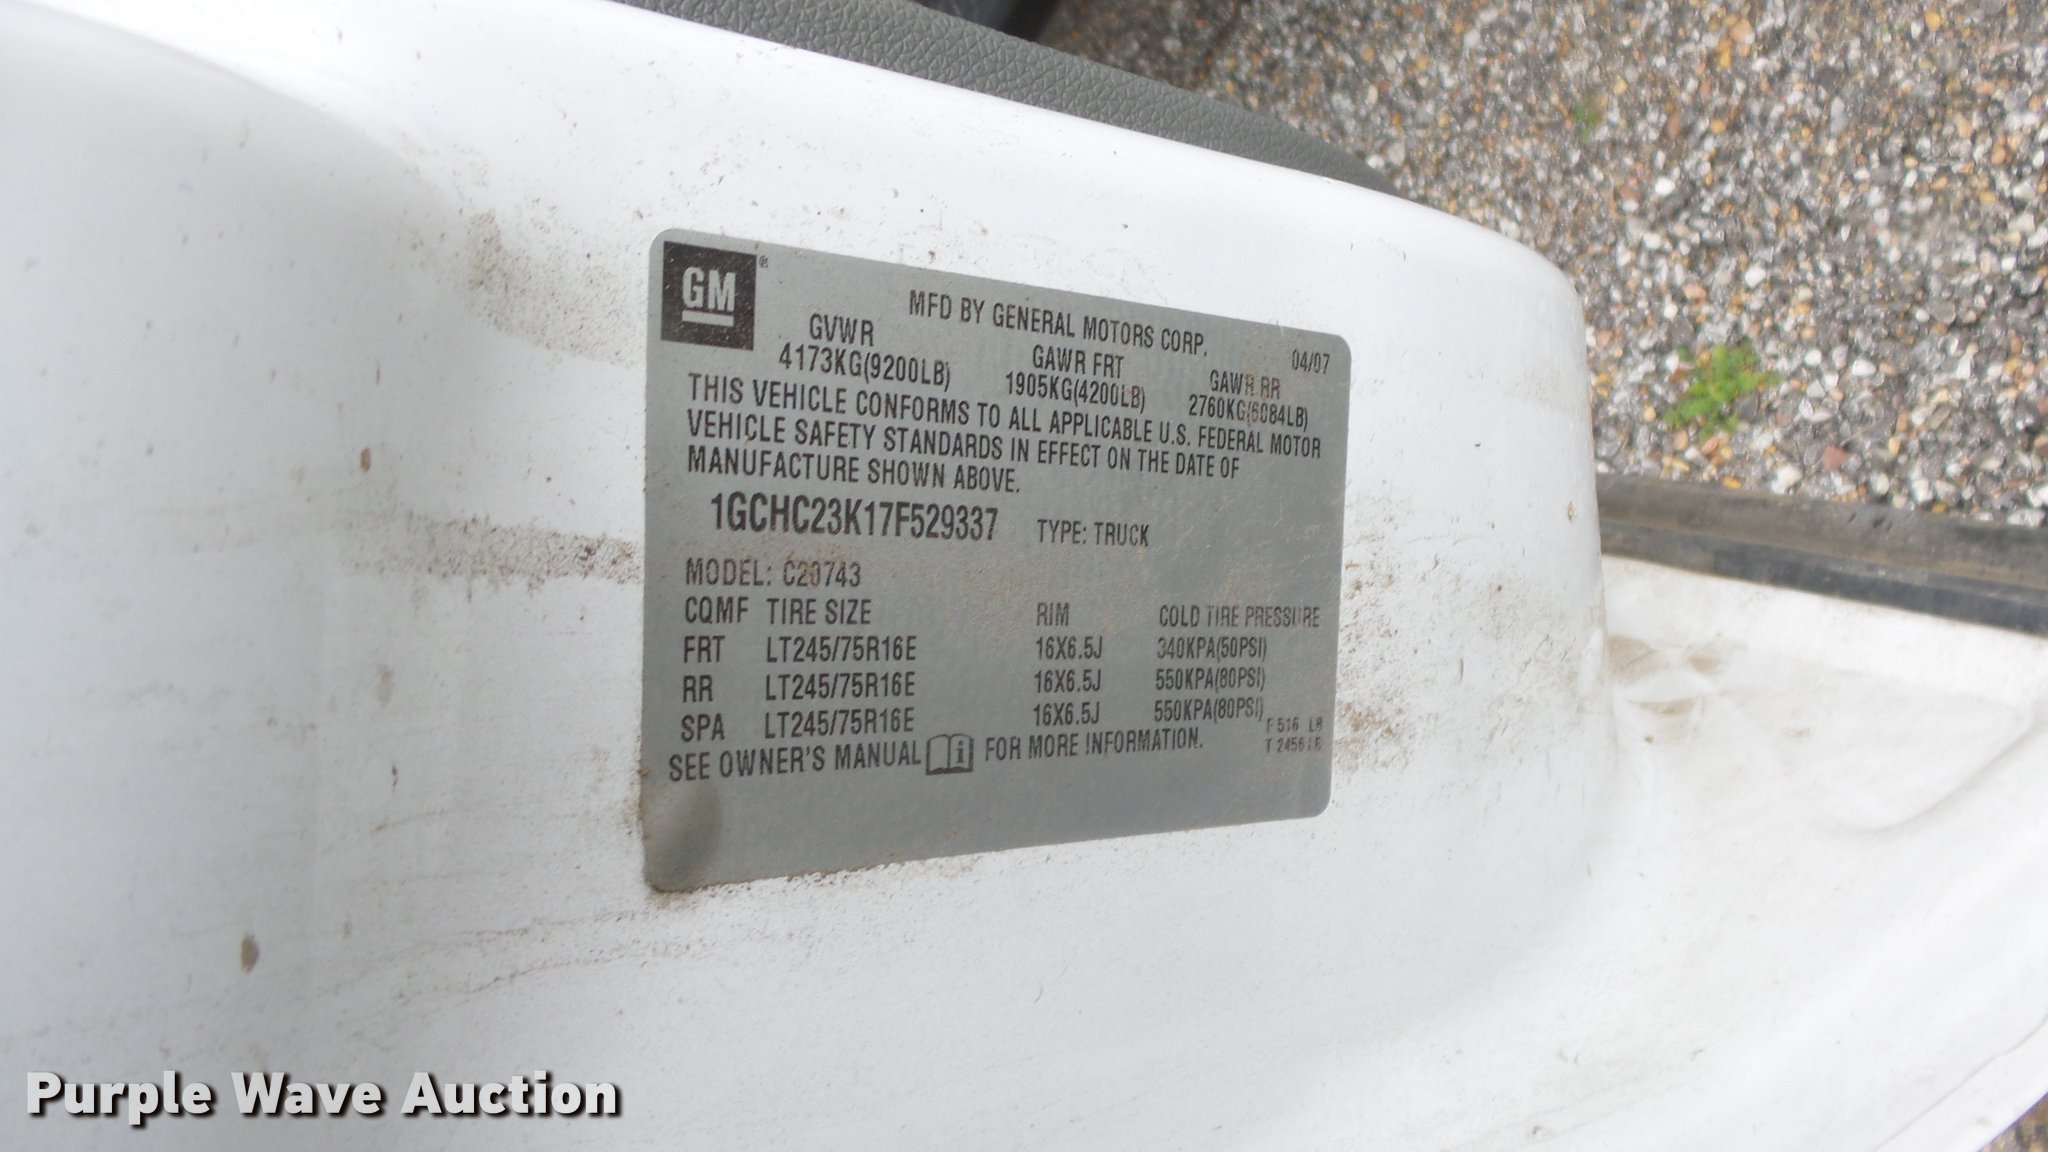 GM®
MFD BY GENERAL MOTORS CORP. 04/07
GVWR GAWR FRT GAWR RR
4173KG(9200LB) 1905KG(4200LB) 2760KG(6084LB)
THIS VEHICLE CONFORMS TO ALL APPLICABLE U.S. FEDERAL MOTOR
VEHICLE SAFETY STANDARDS IN EFFECT ON THE DATE OF
MANUFACTURE SHOWN ABOVE.
1GCHC23K17F529337 TYPE: TRUCK
MODEL: C20743
CQMF TIRE SIZE RIM COLD TIRE PRESSURE
FRT LT245/75R16E 16X6.5J 340KPA(50PSI)
RR LT245/75R16E 16X6.5J 550KPA(80PSI)
SPA LT245/75R16E 16X6.5J 550KPA(80PSI)
F 516 LB
SEE OWNER'S MANUAL FOR MORE INFORMATION. T 2456 LB
Purple Wave Auction